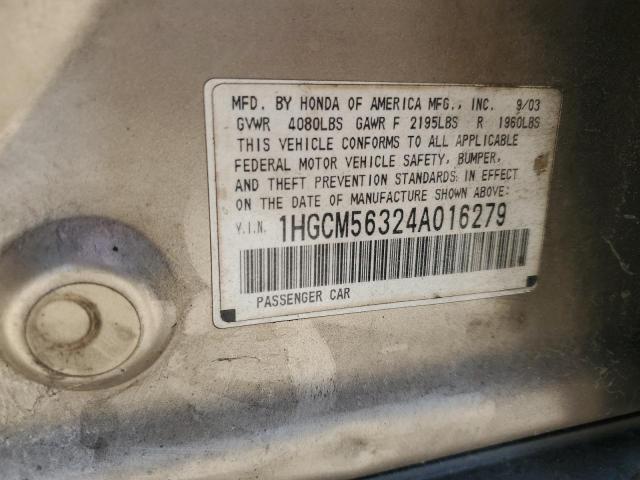 MFD. BY HONDA OF AMERICA MFG., INC. 9/03
GVWR 4080LBS GAWR F 2195LBS R 1960LBS
THIS VEHICLE CONFORMS TO ALL APPLICABLE
FEDERAL MOTOR VEHICLE SAFETY, BUMPER,
AND THEFT PREVENTION STANDARDS IN EFFECT
ON THE DATE OF MANUFACTURE SHOWN ABOVE:
V.I.N. 1HGCM56324A016279
PASSENGER CAR